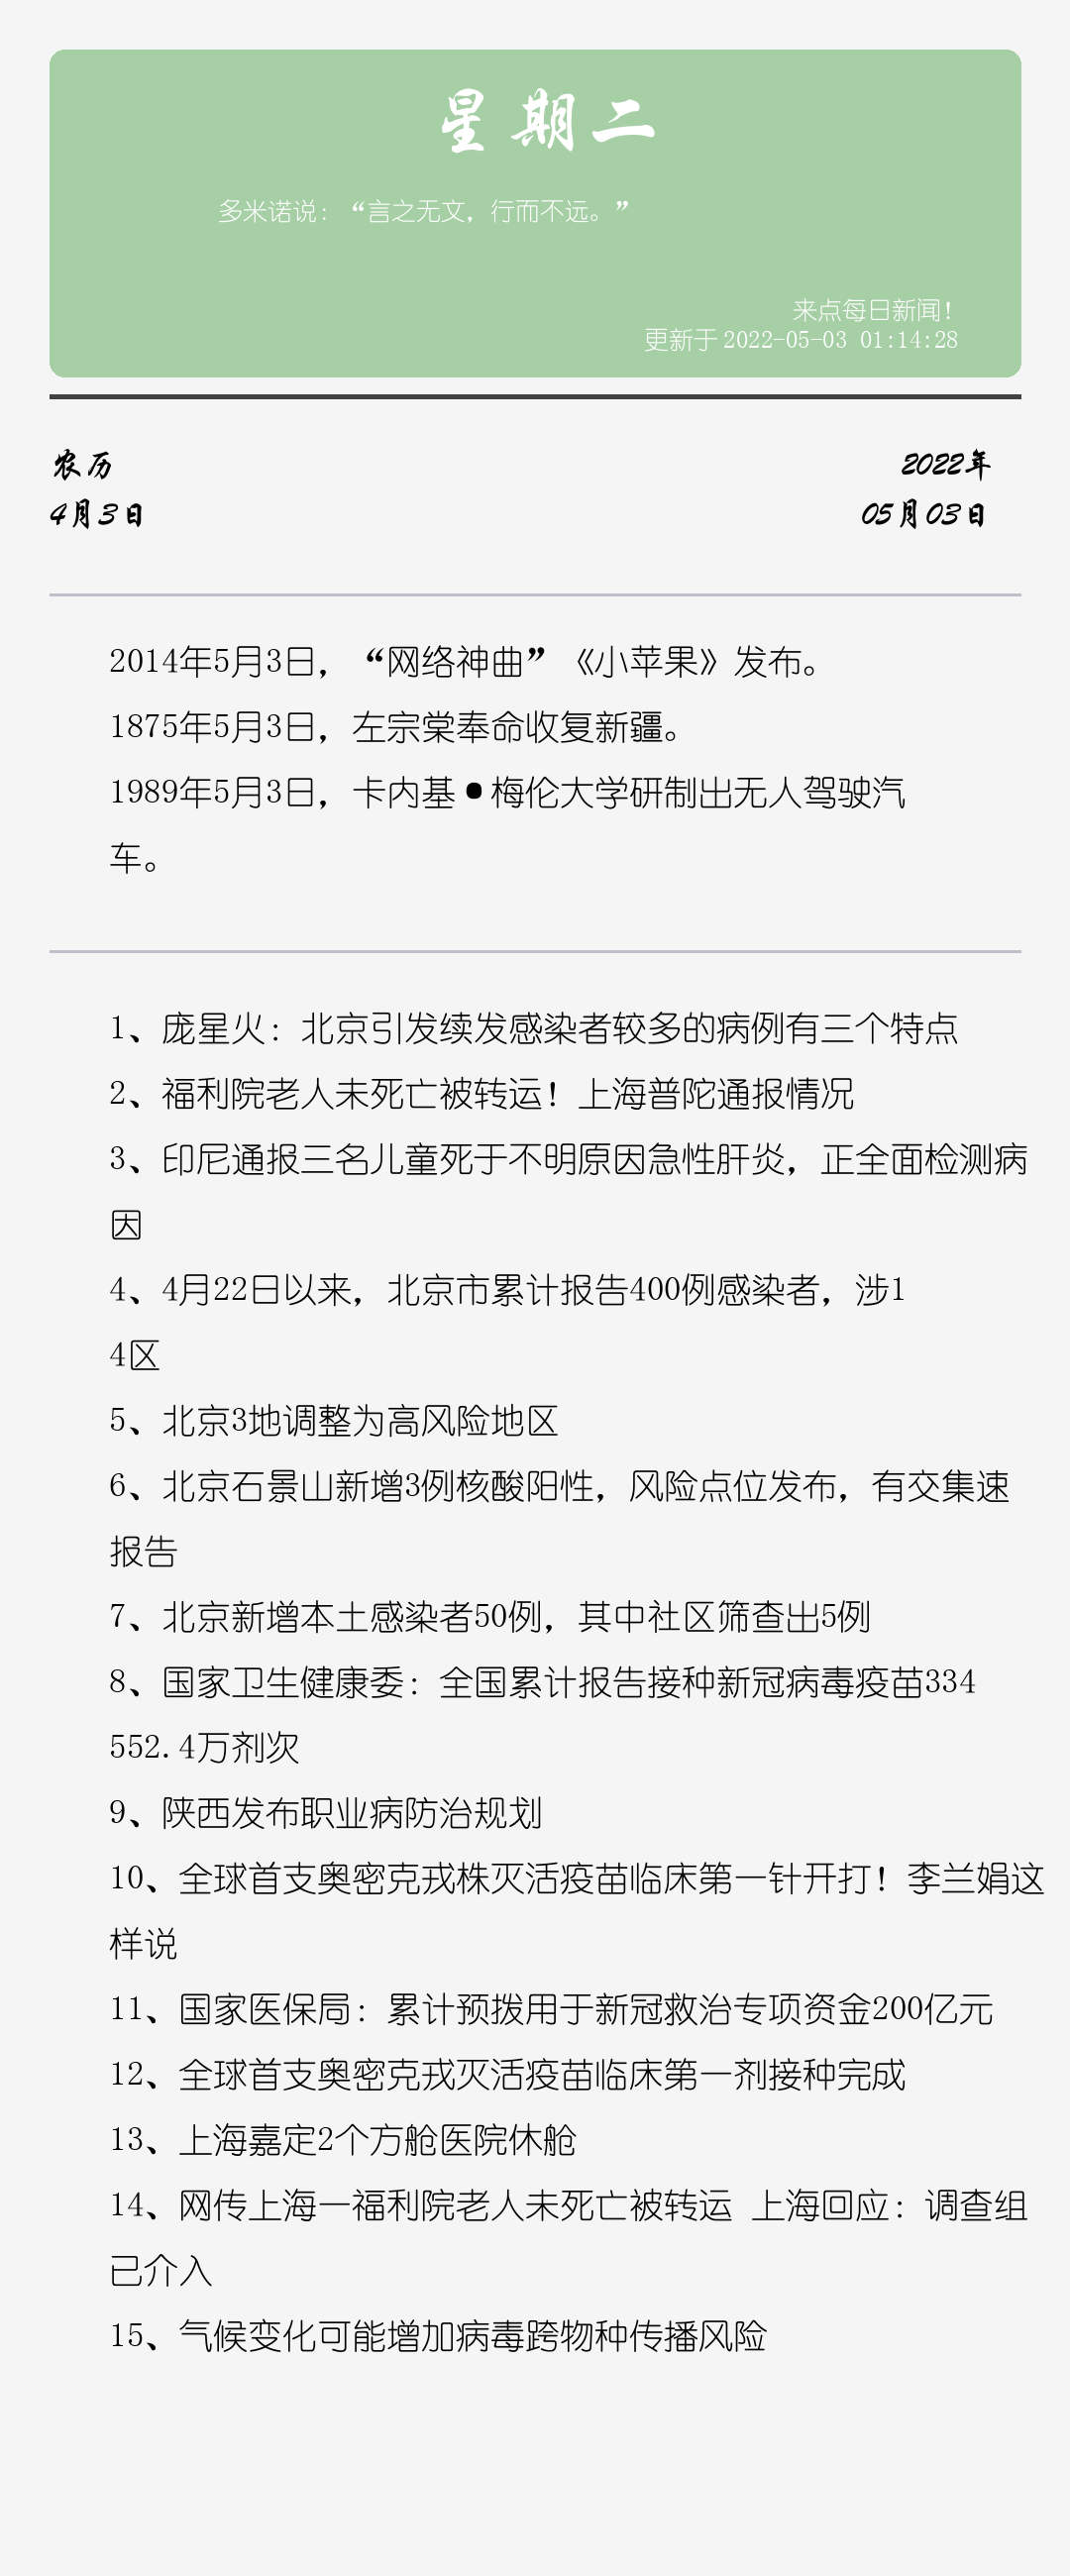 星期二
多米诺说：“言之无文，行而不远。”
来点每日新闻！
更新于 2022-05-03 01:14:28
农历
2022年
4月3日
05月03日
2014年5月3日，“网络神曲”《小苹果》发布。
1875年5月3日，左宗棠奉命收复新疆。
1989年5月3日，卡内基•梅伦大学研制出无人驾驶汽
车。
1、庞星火：北京引发续发感染者较多的病例有三个特点
2、福利院老人未死亡被转运！上海普陀通报情况
3、印尼通报三名儿童死于不明原因急性肝炎，正全面检测病
因
4、4月22日以来，北京市累计报告400例感染者，涉1
4区
5、北京3地调整为高风险地区
6、北京石景山新增3例核酸阳性，风险点位发布，有交集速
报告
7、北京新增本土感染者50例，其中社区筛查出5例
8、国家卫生健康委：全国累计报告接种新冠病毒疫苗334
552.4万剂次
9、陕西发布职业病防治规划
10、全球首支奥密克戎株灭活疫苗临床第一针开打！李兰娟这
样说
11、国家医保局：累计预拨用于新冠救治专项资金200亿元
12、全球首支奥密克戎灭活疫苗临床第一剂接种完成
13、上海嘉定2个方舱医院休舱
14、网传上海一福利院老人未死亡被转运 上海回应：调查组
已介入
15、气候变化可能增加病毒跨物种传播风险